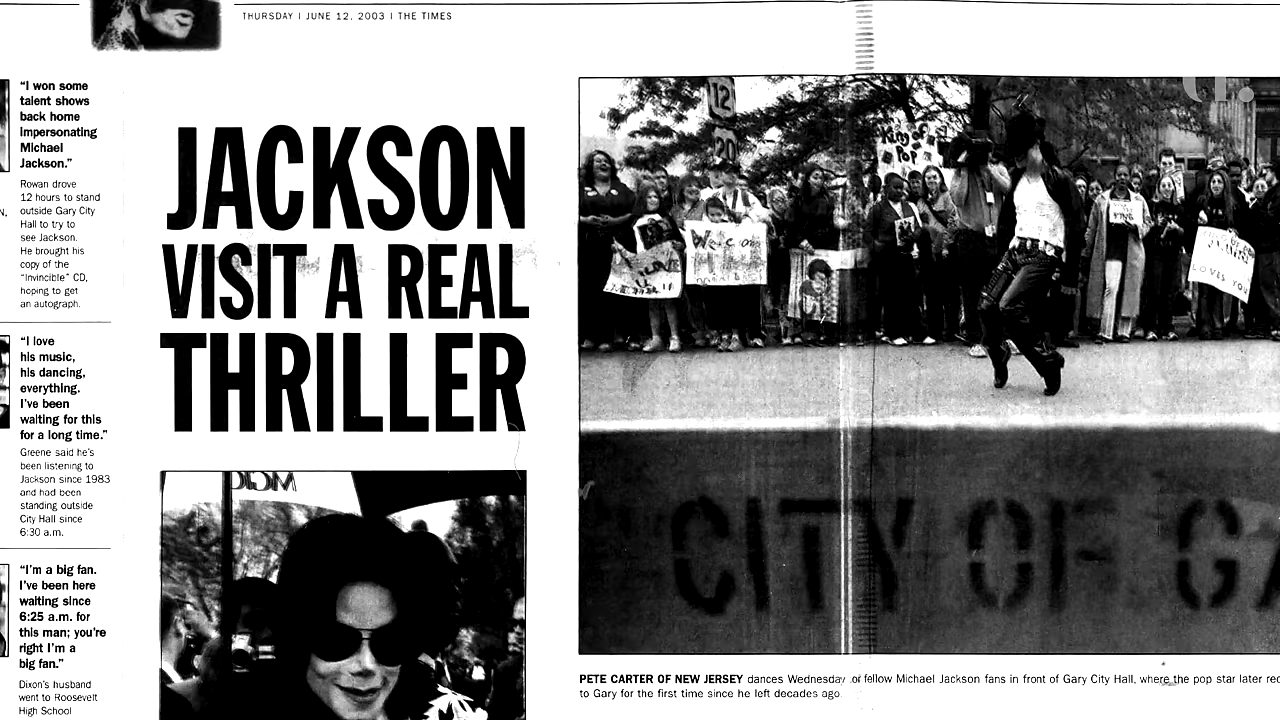 THURSDAY | JUNE 12, 2003 | THE TIMES
“I won some
talent shows
back home
impersonating
Michael
Jackson.”
Rowan drove
12 hours to stand
outside Gary City
Hall to try to
see Jackson.
He brought his
copy of the
“Invincible” CD,
hoping to get
an autograph.
“I love
his music,
his dancing,
everything.
I’ve been
waiting for this
for a long time.”
Greene said he’s
been listening to
Jackson since 1983
and had been
standing outside
City Hall since
6:30 a.m.
“I’m a big fan.
I’ve been here
waiting since
6:25 a.m. for
this man; you’re
right I’m a
big fan.”
Dixon’s husband
went to Roosevelt
High School
JACKSON
VISIT A REAL
THRILLER
MGIC
12
20
King of
Pop
Welcome
LOVE
KING
LOVES YOU
CITY OF GA
PETE CARTER OF NEW JERSEY dances Wednesday of fellow Michael Jackson fans in front of Gary City Hall, where the pop star later rec
to Gary for the first time since he left decades ago.